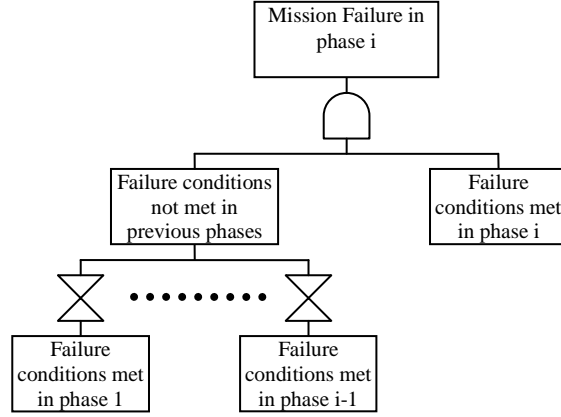 Mission Failure in
phase i
Failure conditions
not met in
previous phases
Failure
conditions met
in phase i
Failure
conditions met
in phase 1
Failure
conditions met
in phase i-1